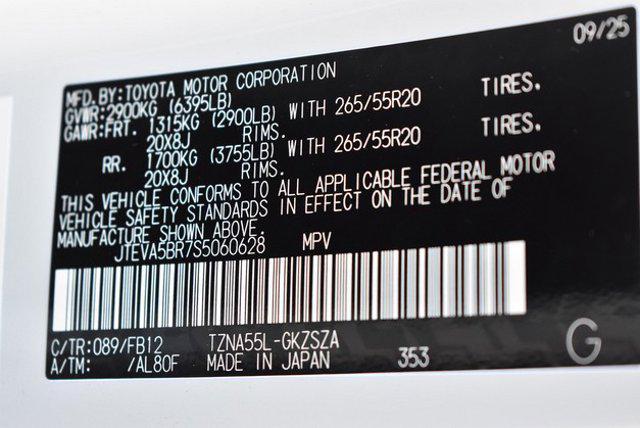 09/25
MFD. BY: TOYOTA MOTOR CORPORATION
GVWR: 2900KG (6395LB)
GAWR: FRT. 1315KG (2900LB) WITH 265/55R20 TIRES.
20X8J RIMS.
RR. 1700KG (3755LB) WITH 265/55R20 TIRES.
20X8J RIMS.
THIS VEHICLE CONFORMS TO ALL APPLICABLE FEDERAL MOTOR
VEHICLE SAFETY STANDARDS IN EFFECT ON THE DATE OF
MANUFACTURE SHOWN ABOVE.
JTEVA5BR7S5060628 MPV
C/TR: 089/FB12 TZNA55L-GKZSZA
A/TM: /AL80F MADE IN JAPAN 353 G